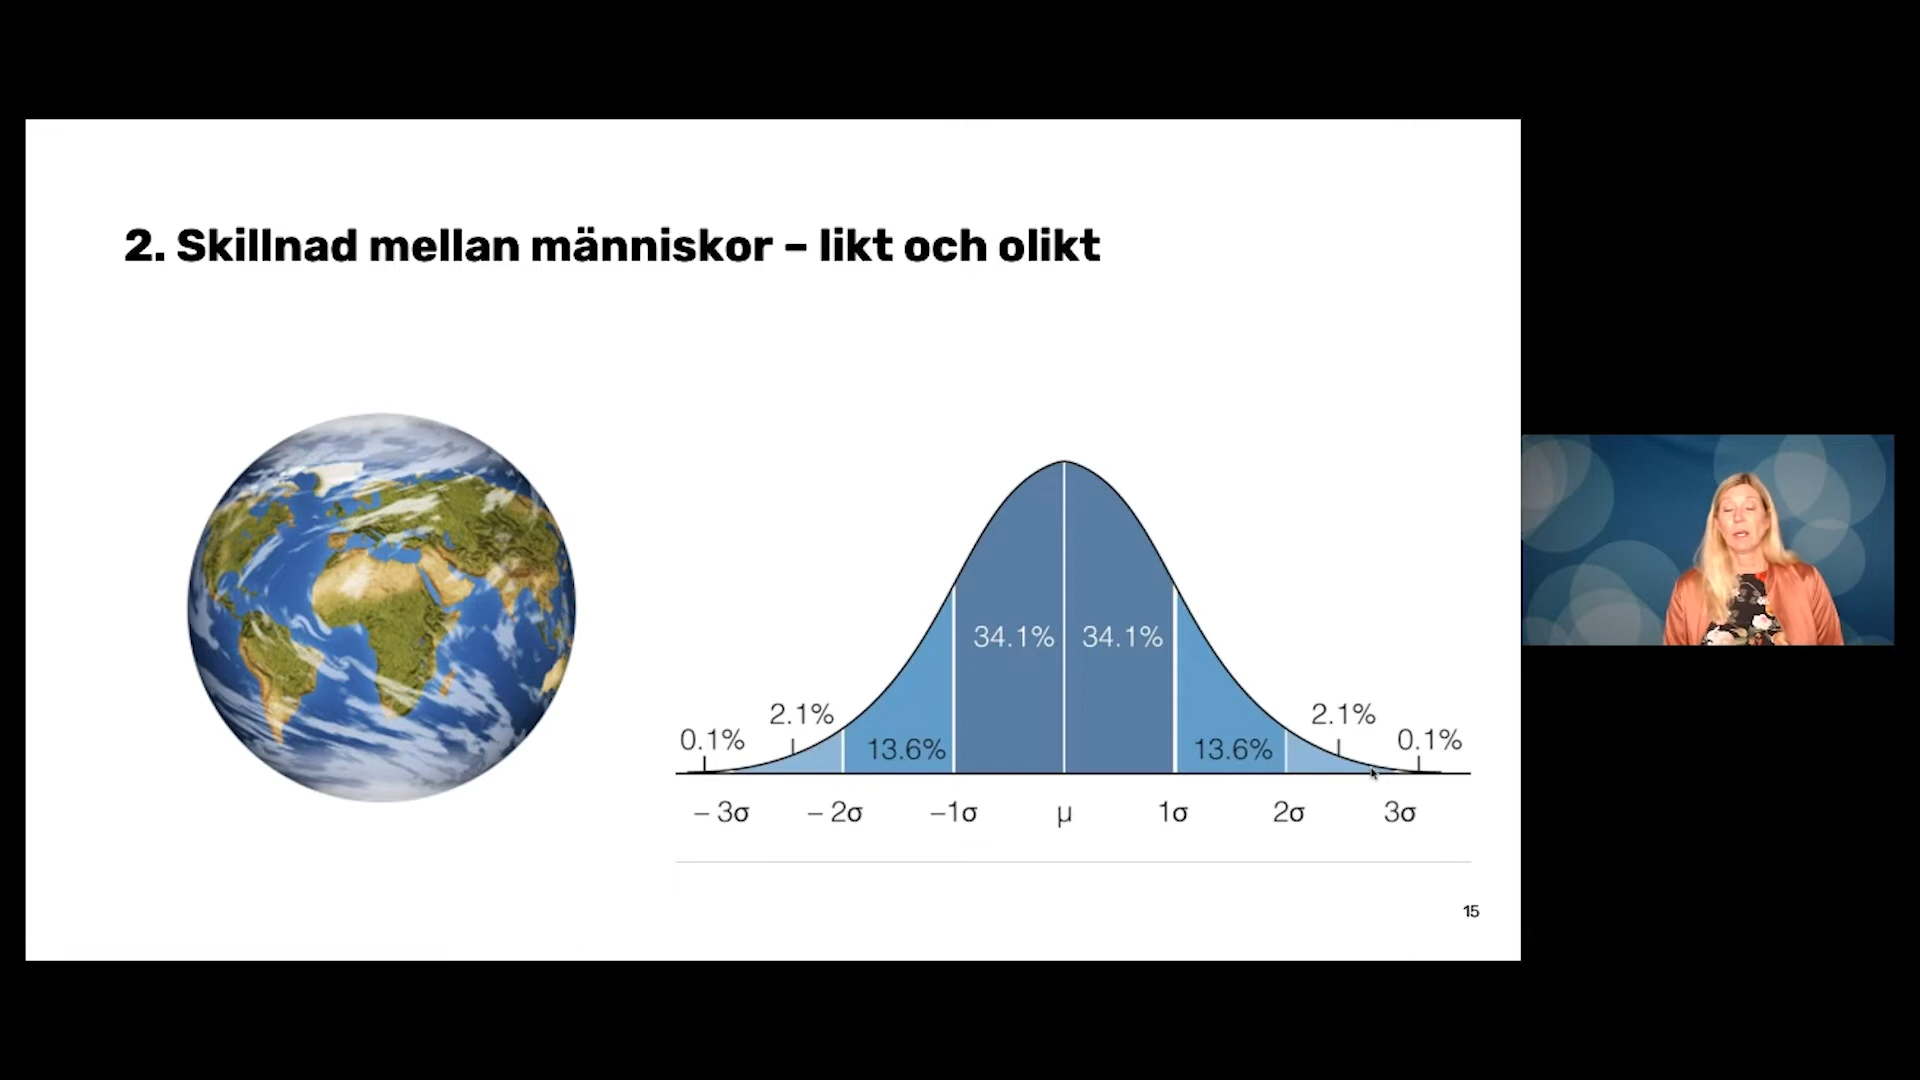 2. Skillnad mellan människor – likt och olikt
34.1% 34.1%
2.1% 2.1%
0.1% 13.6% 13.6% 0.1%
– 3σ – 2σ –1σ μ 1σ 2σ 3σ
15